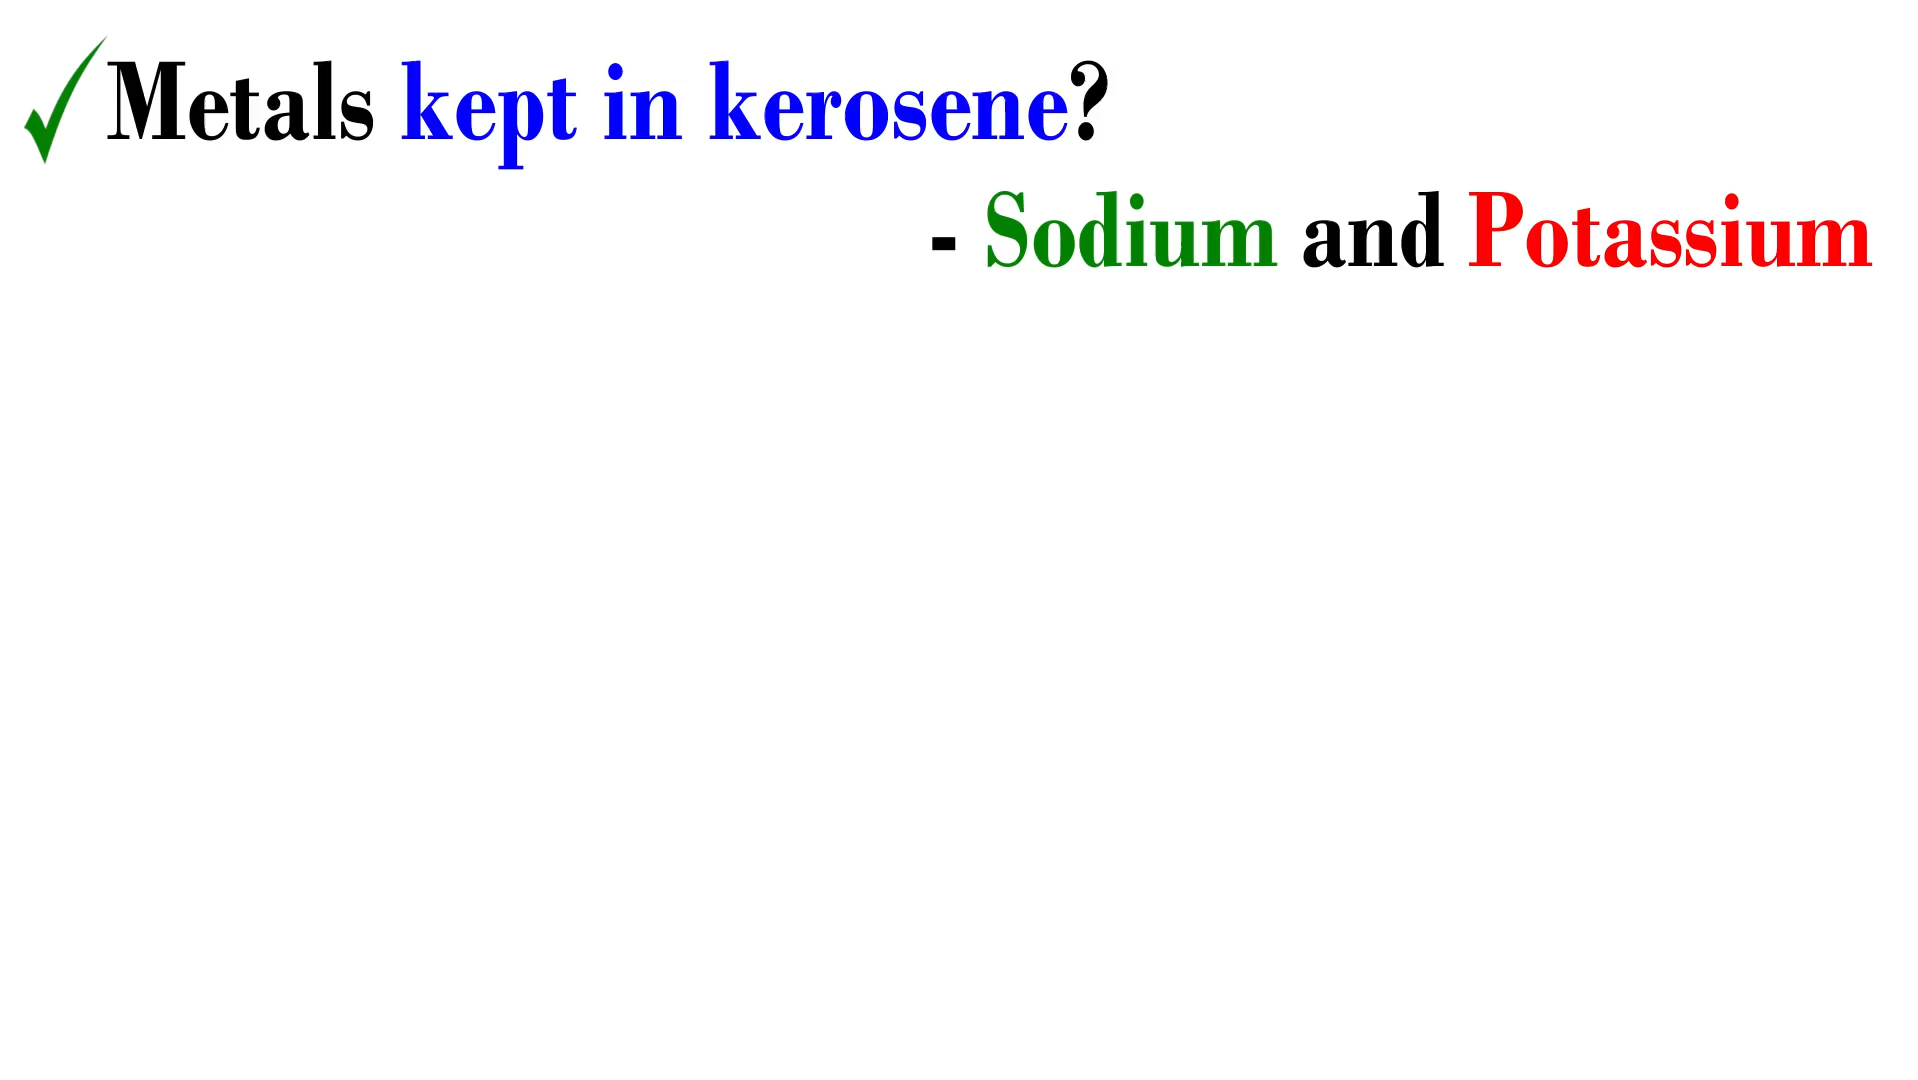 Metals kept in kerosene?
- Sodium and Potassium